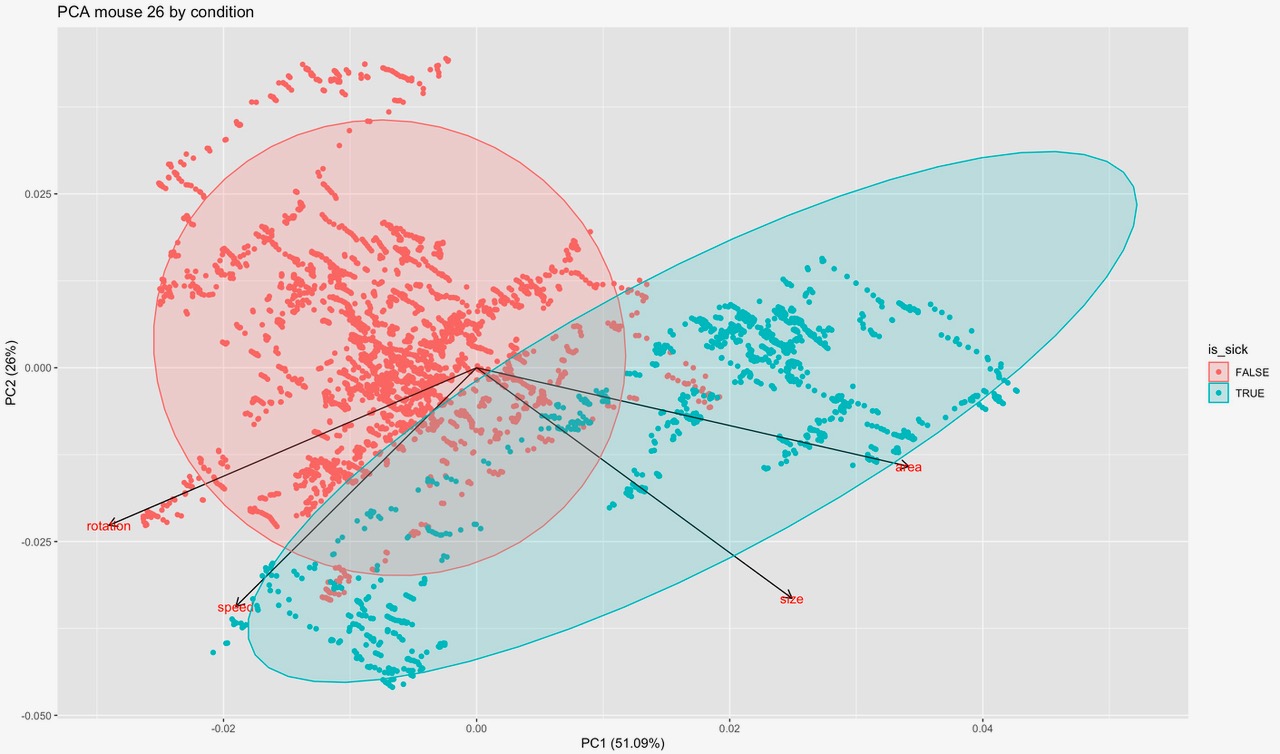 PCA mouse 26 by condition
PC2 (26%)
0.025
0.000
-0.025
-0.050
rotation
speed
size
area
-0.02
0.00
0.02
0.04
PC1 (51.09%)
is_sick
FALSE
TRUE